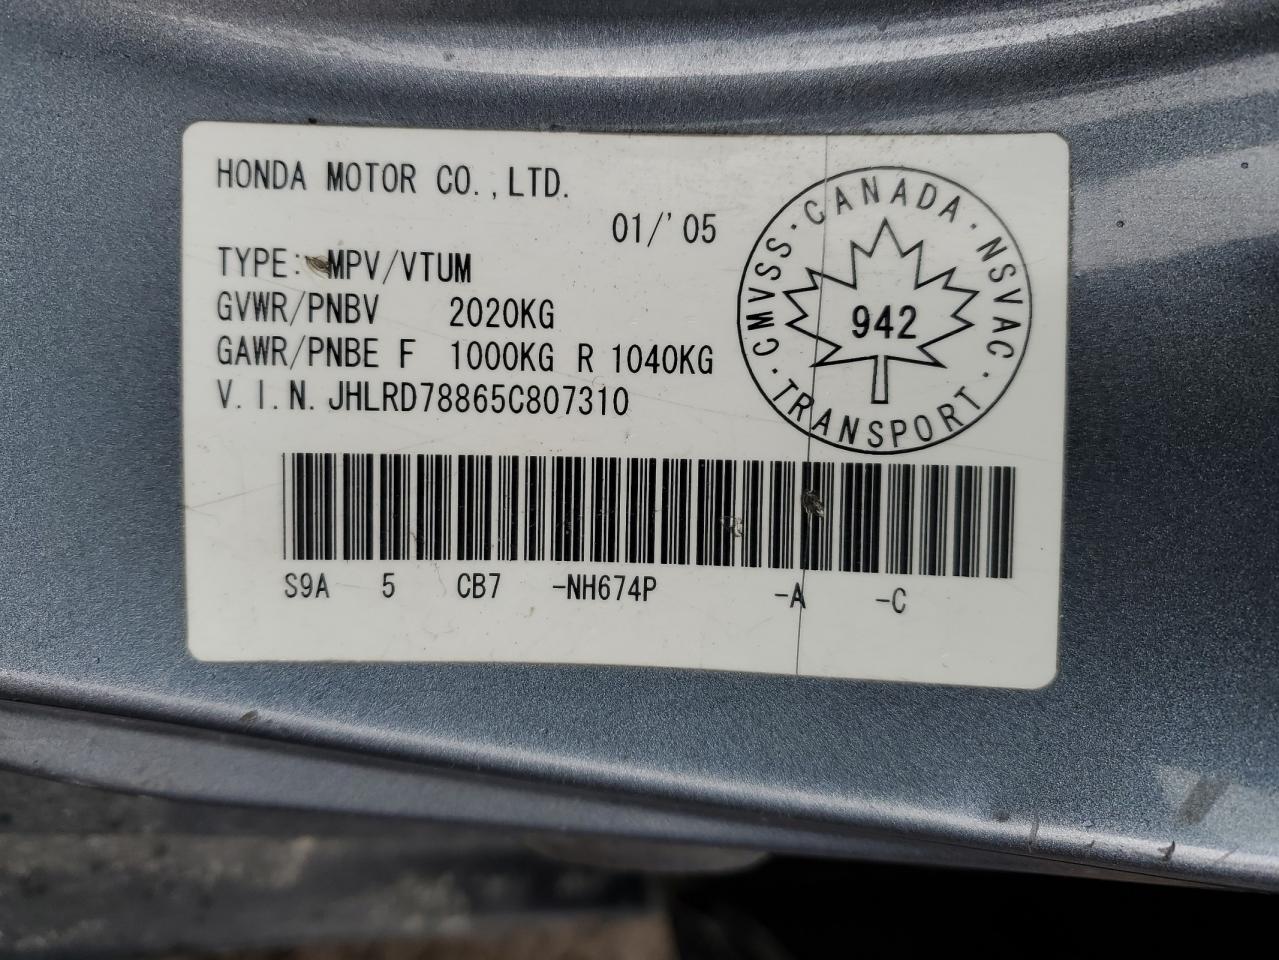 HONDA MOTOR CO.,LTD.
01/'05
TYPE: MPV/VTUM
GVWR/PNBV 2020KG
GAWR/PNBE F 1000KG R 1040KG
V.I.N. JHLRD78865C807310
CANADA · NSVAC · TRANSPORT · CMVSS ·
942
S9A 5 CB7 -NH674P -A -C